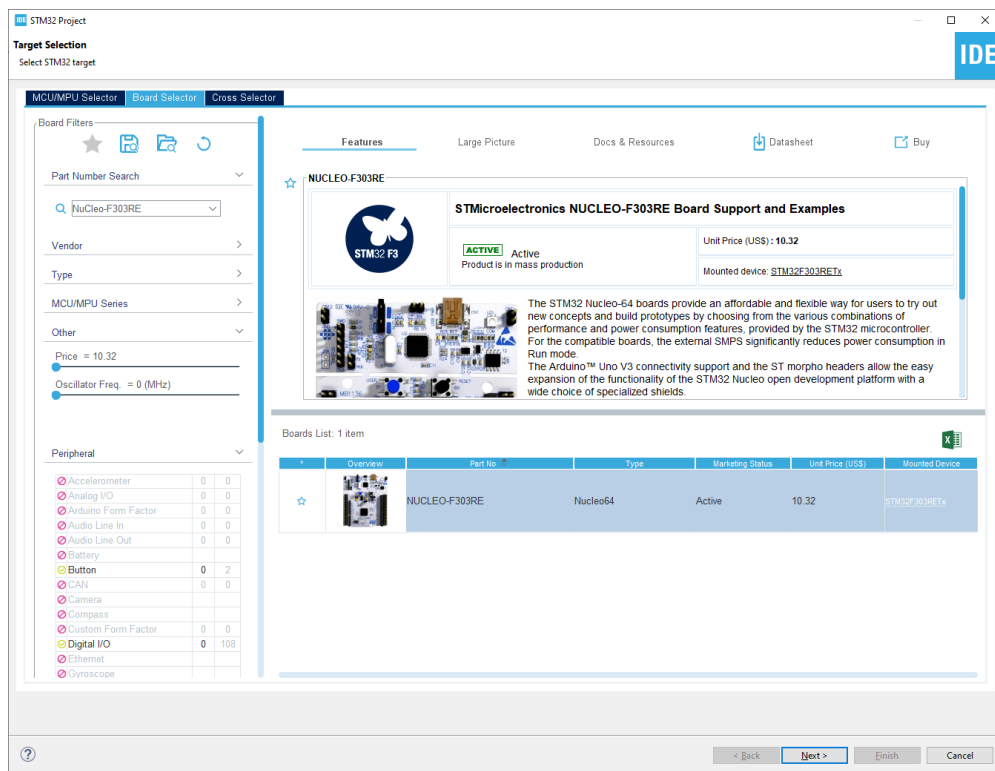 IDE STM32 Project
Target Selection
Select STM32 target
IDE
MCU/MPU Selector Board Selector Cross Selector
Board Filters
Part Number Search
NuCleo-F303RE
Vendor
Type
MCU/MPU Series
Other
Price = 10.32
Oscillator Freq. = 0 (MHz)
Peripheral
Accelerometer 0 0
Analog I/O 0 0
Arduino Form Factor 0 0
Audio Line In 0 0
Audio Line Out 0 0
Battery
Button 0 2
CAN 0 0
Camera
Compass
Custom Form Factor 0 0
Digital I/O 0 108
Ethernet
Gyroscope
Features Large Picture Docs & Resources Datasheet Buy
NUCLEO-F303RE
STM32 F3
STMicroelectronics NUCLEO-F303RE Board Support and Examples
ACTIVE Active
Product is in mass production
Unit Price (US$) : 10.32
Mounted device: STM32F303RETx
The STM32 Nucleo-64 boards provide an affordable and flexible way for users to try out
new concepts and build prototypes by choosing from the various combinations of
performance and power consumption features, provided by the STM32 microcontroller.
For the compatible boards, the external SMPS significantly reduces power consumption in
Run mode.
The Arduino™ Uno V3 connectivity support and the ST morpho headers allow the easy
expansion of the functionality of the STM32 Nucleo open development platform with a
wide choice of specialized shields.
MB1136
Boards List: 1 item
* Overview Part No Type Marketing Status Unit Price (US$) Mounted Device
NUCLEO-F303RE Nucleo64 Active 10.32 STM32F303RETx
< Back Next > Finish Cancel